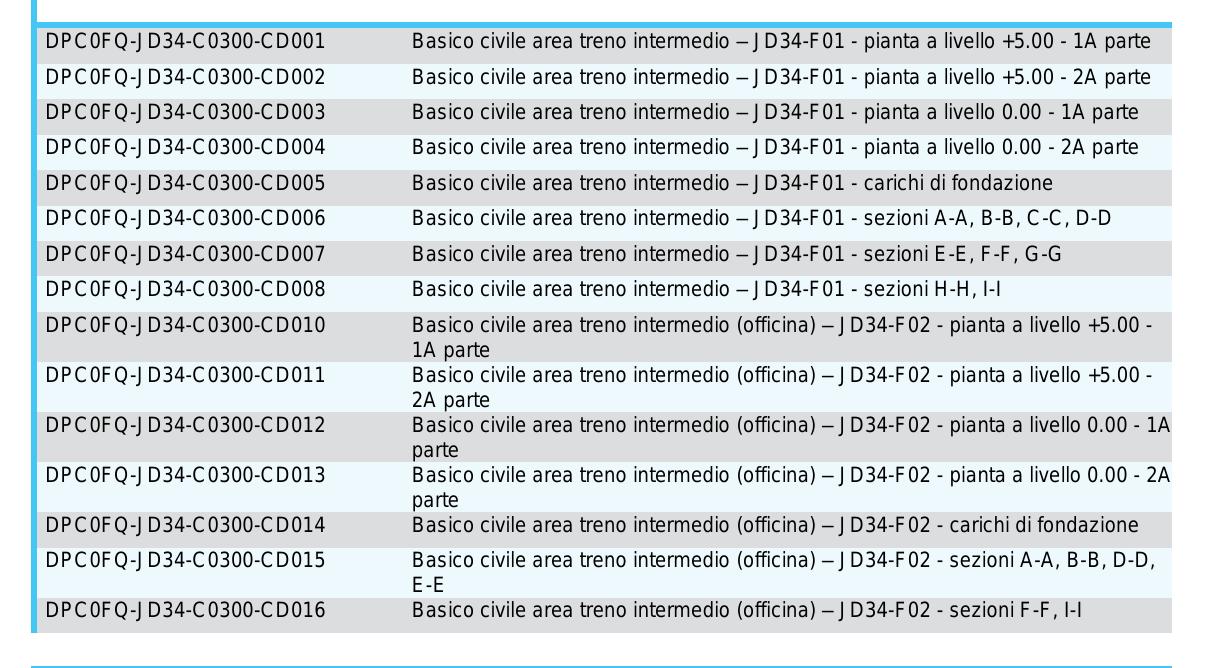 DPC0FQ-JD34-C0300-CD001 Basico civile area treno intermedio – JD34-F01 - pianta a livello +5.00 - 1A parte
DPC0FQ-JD34-C0300-CD002 Basico civile area treno intermedio – JD34-F01 - pianta a livello +5.00 - 2A parte
DPC0FQ-JD34-C0300-CD003 Basico civile area treno intermedio – JD34-F01 - pianta a livello 0.00 - 1A parte
DPC0FQ-JD34-C0300-CD004 Basico civile area treno intermedio – JD34-F01 - pianta a livello 0.00 - 2A parte
DPC0FQ-JD34-C0300-CD005 Basico civile area treno intermedio – JD34-F01 - carichi di fondazione
DPC0FQ-JD34-C0300-CD006 Basico civile area treno intermedio – JD34-F01 - sezioni A-A, B-B, C-C, D-D
DPC0FQ-JD34-C0300-CD007 Basico civile area treno intermedio – JD34-F01 - sezioni E-E, F-F, G-G
DPC0FQ-JD34-C0300-CD008 Basico civile area treno intermedio – JD34-F01 - sezioni H-H, I-I
DPC0FQ-JD34-C0300-CD010 Basico civile area treno intermedio (officina) – JD34-F02 - pianta a livello +5.00 -
1A parte
DPC0FQ-JD34-C0300-CD011 Basico civile area treno intermedio (officina) – JD34-F02 - pianta a livello +5.00 -
2A parte
DPC0FQ-JD34-C0300-CD012 Basico civile area treno intermedio (officina) – JD34-F02 - pianta a livello 0.00 - 1A
parte
DPC0FQ-JD34-C0300-CD013 Basico civile area treno intermedio (officina) – JD34-F02 - pianta a livello 0.00 - 2A
parte
DPC0FQ-JD34-C0300-CD014 Basico civile area treno intermedio (officina) – JD34-F02 - carichi di fondazione
DPC0FQ-JD34-C0300-CD015 Basico civile area treno intermedio (officina) – JD34-F02 - sezioni A-A, B-B, D-D,
E-E
DPC0FQ-JD34-C0300-CD016 Basico civile area treno intermedio (officina) – JD34-F02 - sezioni F-F, I-I